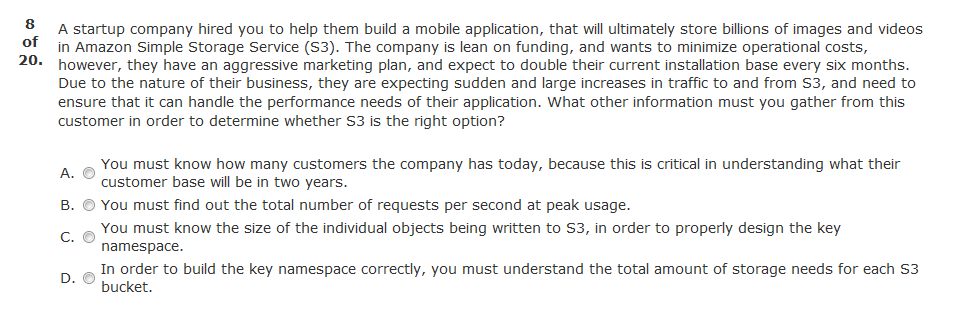 8
of
20.
A startup company hired you to help them build a mobile application, that will ultimately store billions of images and videos
in Amazon Simple Storage Service (S3). The company is lean on funding, and wants to minimize operational costs,
however, they have an aggressive marketing plan, and expect to double their current installation base every six months.
Due to the nature of their business, they are expecting sudden and large increases in traffic to and from S3, and need to
ensure that it can handle the performance needs of their application. What other information must you gather from this
customer in order to determine whether S3 is the right option?
A. You must know how many customers the company has today, because this is critical in understanding what their
customer base will be in two years.
B. You must find out the total number of requests per second at peak usage.
C. You must know the size of the individual objects being written to S3, in order to properly design the key
namespace.
D. In order to build the key namespace correctly, you must understand the total amount of storage needs for each S3
bucket.